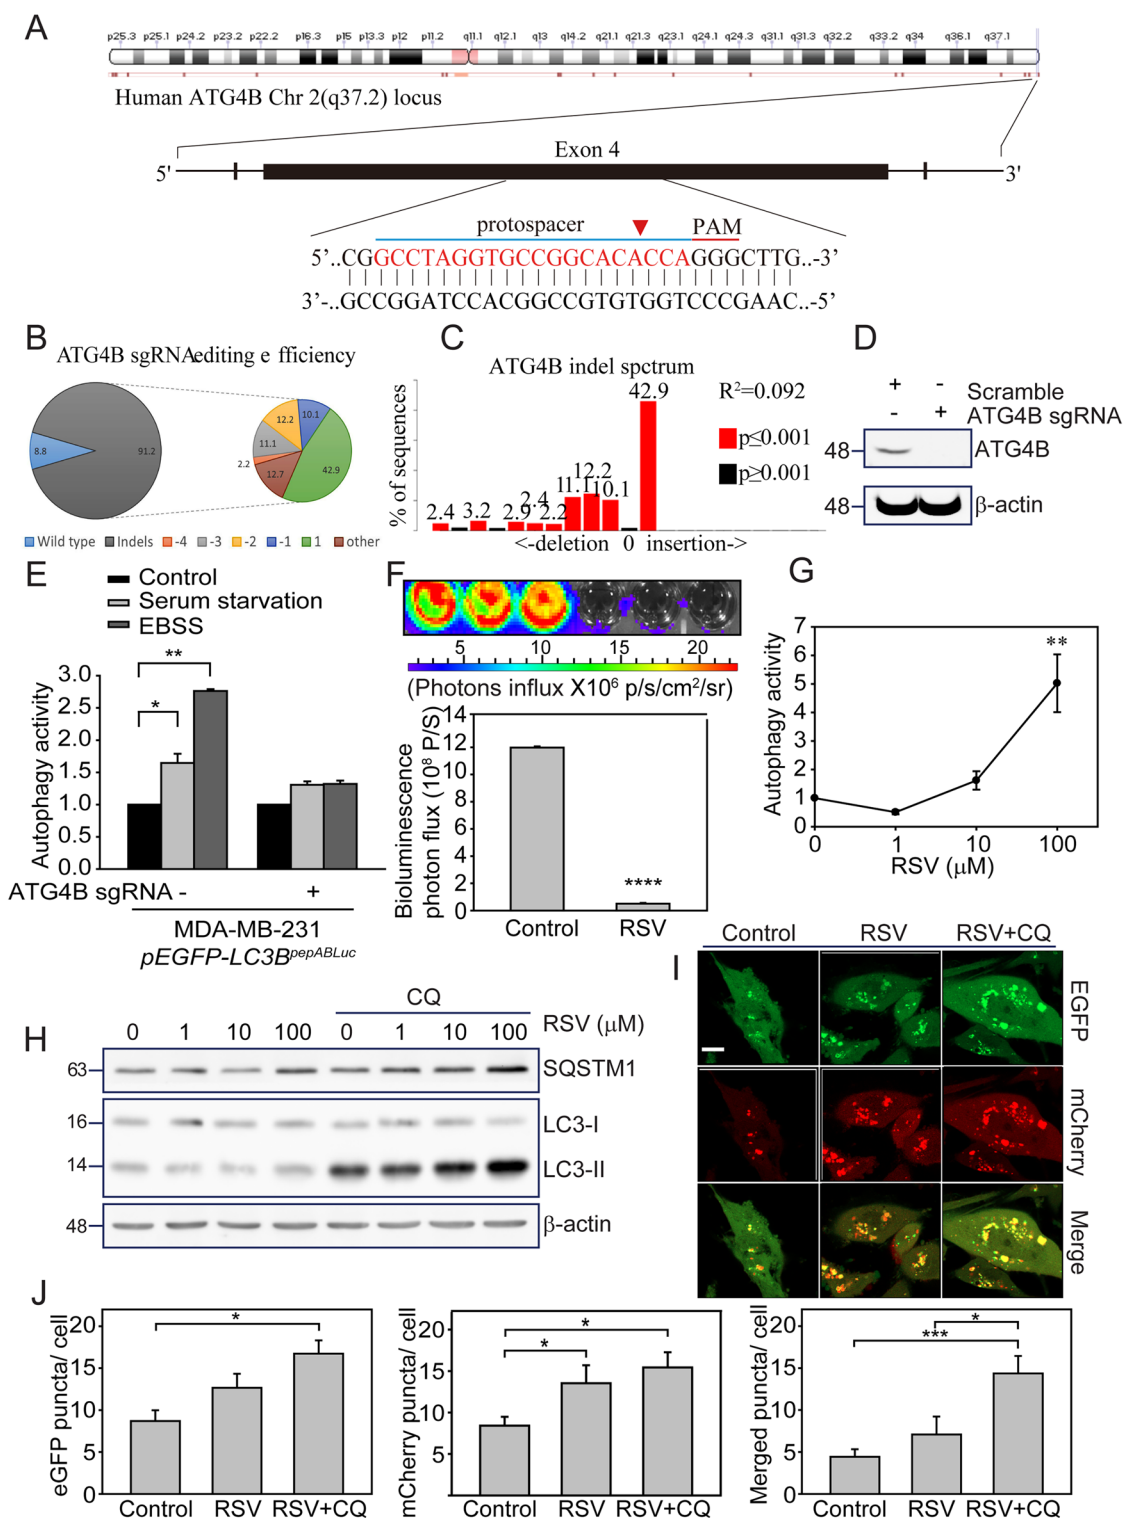 A
p25.3 p25.1 p24.2 p23.2 p22.2 p16.3 p15 p13.3 p12 p11.2 q11.1 q12.1 q13 q14.2 q21.1 q21.3 q23.1 q24.1 q24.3 q31.1 q31.3 q32.2 q33.2 q34 q35.1 q37.1
Human ATG4B Chr 2(q37.2) locus
Exon 4
5' 3'
protospacer PAM
5'..CGGCCTAGGTGCCGGCACACCAGGGCTTG..-3'
3'-..GCCGGATCCACGGCCGTGTGGTCCCGAAC..-5'
B
ATG4B sgRNA editing e fficiency
8.8 91.2
10.1 12.2 11.1 2.2 12.7 42.9
Wild type Indels -4 -3 -2 -1 1 other
C
ATG4B indel spctrum
% of sequences
2.4 3.2 2.9 2.4 2.2 11.1 12.2 10.1 42.9
R²=0.092
p≤0.001
p≥0.001
<-deletion 0 insertion->
D
+ - Scramble
- + ATG4B sgRNA
48 ATG4B
48 β-actin
E
Control
Serum starvation
EBSS
Autophagy activity
3.0
2.5
2.0
1.5
1.0
0.5
0.0
* **
ATG4B sgRNA - +
MDA-MB-231
pEGFP-LC3B^pepABLuc
F
5 10 15 20
(Photons influx X10⁶ p/s/cm²/sr)
Bioluminescence
photon flux (10⁸ P/S)
14
12
10
8
6
4
2
0
****
Control RSV
G
Autophagy activity
7
6
5
4
3
2
1
0
**
0 1 10 100
RSV (μM)
H
CQ
0 1 10 100 0 1 10 100 RSV (μM)
63 SQSTM1
16 LC3-I
14 LC3-II
48 β-actin
I
Control RSV RSV+CQ
EGFP
mCherry
Merge
J
eGFP puncta/ cell
20
15
10
5
0
*
Control RSV RSV+CQ
mCherry puncta/ cell
20
15
10
5
0
*
*
Control RSV RSV+CQ
Merged puncta/ cell
20
15
10
5
0
*
***
Control RSV RSV+CQ